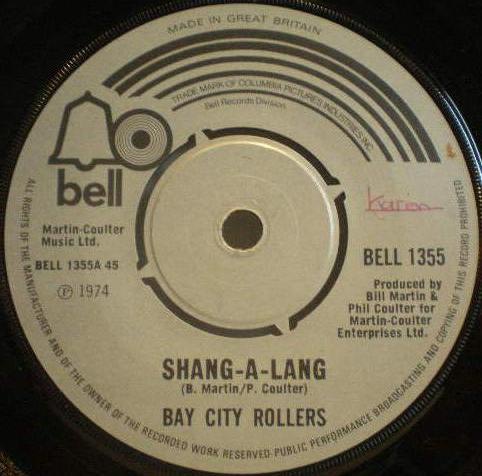 MADE IN GREAT BRITAIN
TRADE MARK OF COLUMBIA PICTURES INDUSTRIES INC.
Bell Records Division
bell
Karen
Martin-Coulter
Music Ltd.
BELL 1355A 45
Ⓟ 1974
BELL 1355
Produced by
Bill Martin &
Phil Coulter for
Martin-Coulter
Enterprises Ltd.
SHANG-A-LANG
(B. Martin/P. Coulter)
BAY CITY ROLLERS
ALL RIGHTS OF THE MANUFACTURER AND OF THE OWNER OF THE RECORDED WORK RESERVED PUBLIC PERFORMANCE BROADCASTING AND COPYING OF THIS RECORD PROHIBITED